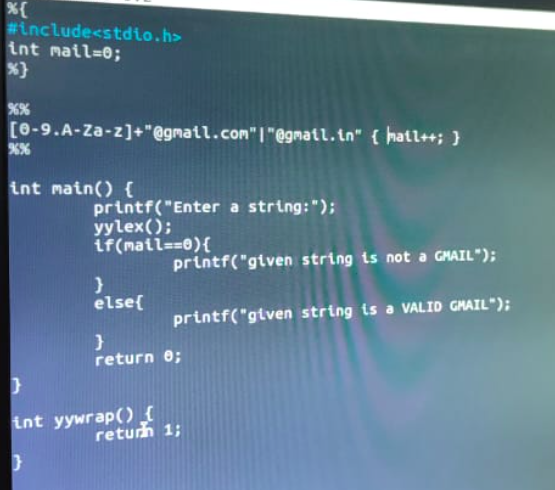 %{
#include<stdio.h>
int mail=0;
%}
%%
[0-9.A-Za-z]+"@gmail.com"|"@gmail.in" { mail++; }
%%
int main() {
printf("Enter a string:");
yylex();
if(mail==0){
printf("given string is not a GMAIL");
}
else{
printf("given string is a VALID GMAIL");
}
return 0;
}
int yywrap() {
return 1;
}